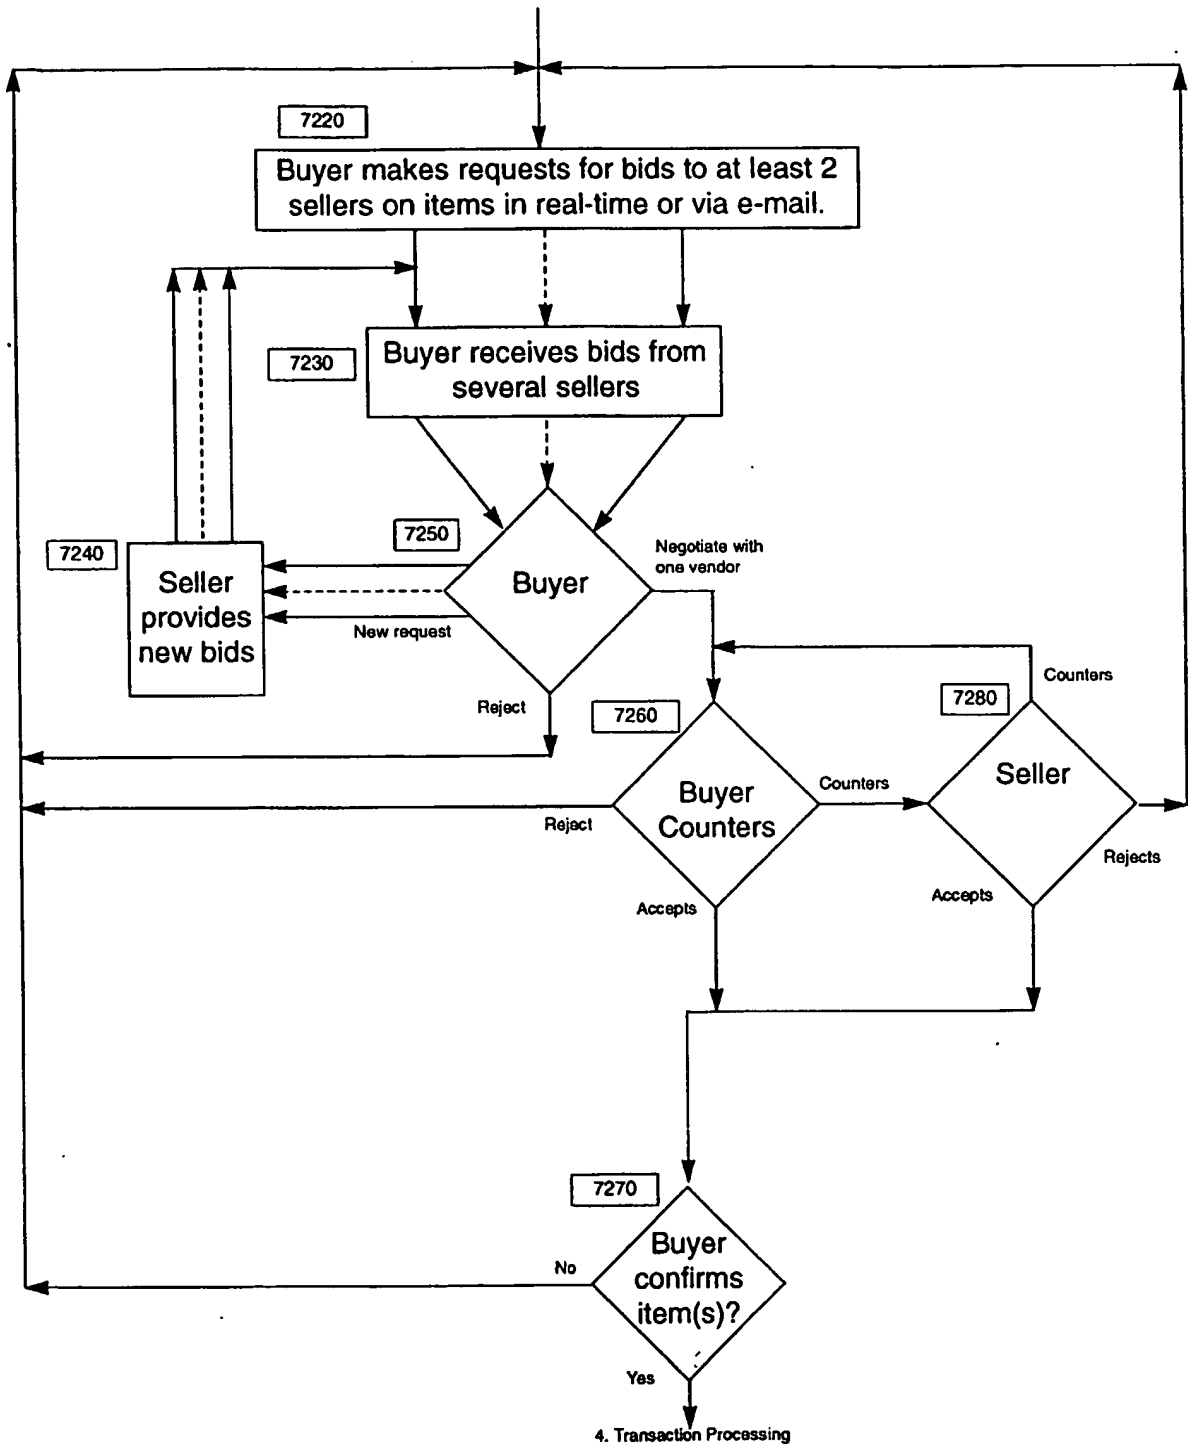 7220
Buyer makes requests for bids to at least 2
sellers on items in real-time or via e-mail.
7230
Buyer receives bids from
several sellers
7250
7240
Negotiate with
one vendor
Seller
provides
new bids
Buyer
New request
Reject
7260
7280
Counters
Seller
Buyer
Counters
Counters
Reject
Rejects
Accepts
Accepts
7270
Buyer
confirms
item(s)?
No
Yes
4. Transaction Processing